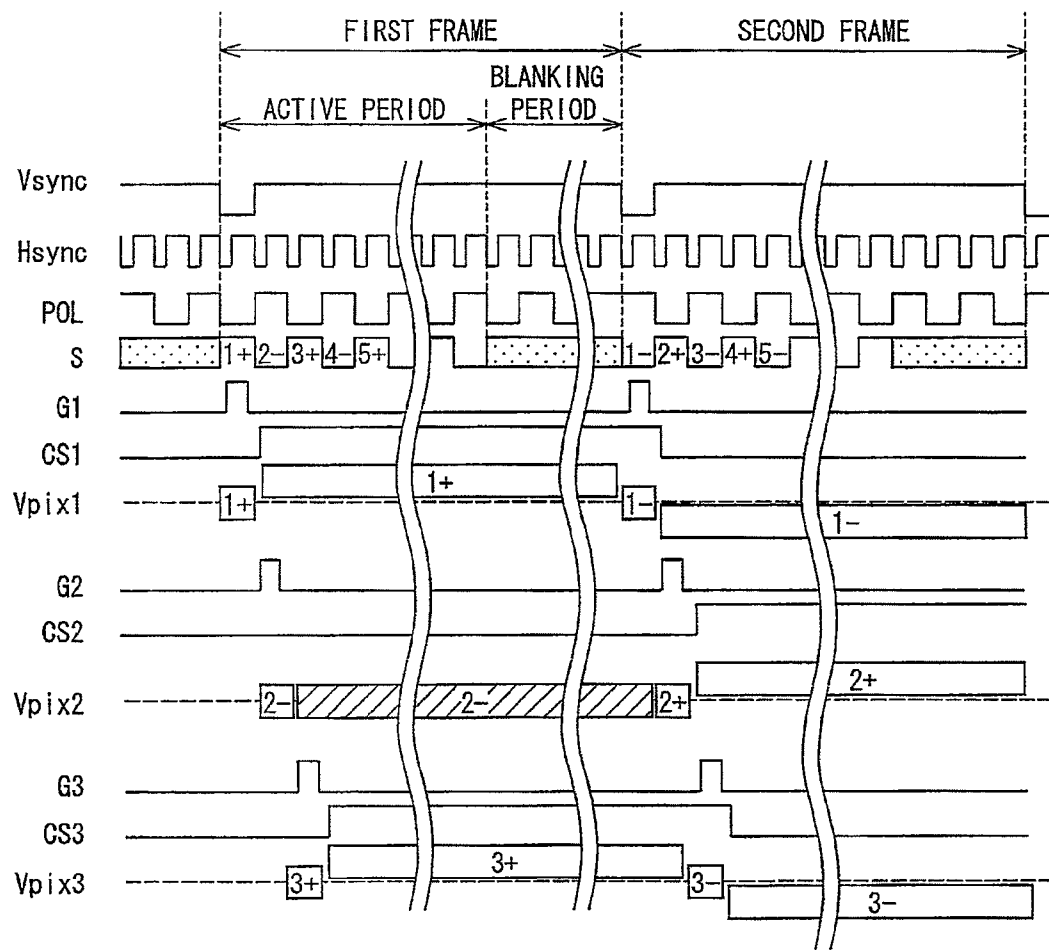 FIRST FRAME SECOND FRAME
BLANKING
ACTIVE PERIOD PERIOD
Vsync
Hsync
POL
S 1+ 2- 3+ 4- 5+ 1- 2+ 3- 4+ 5-
G1
CS1
1+
Vpix1 1+ 1-
1-
G2
CS2
2+
Vpix2 2- 2- 2+
G3
CS3
3+
Vpix3 3+ 3-
3-